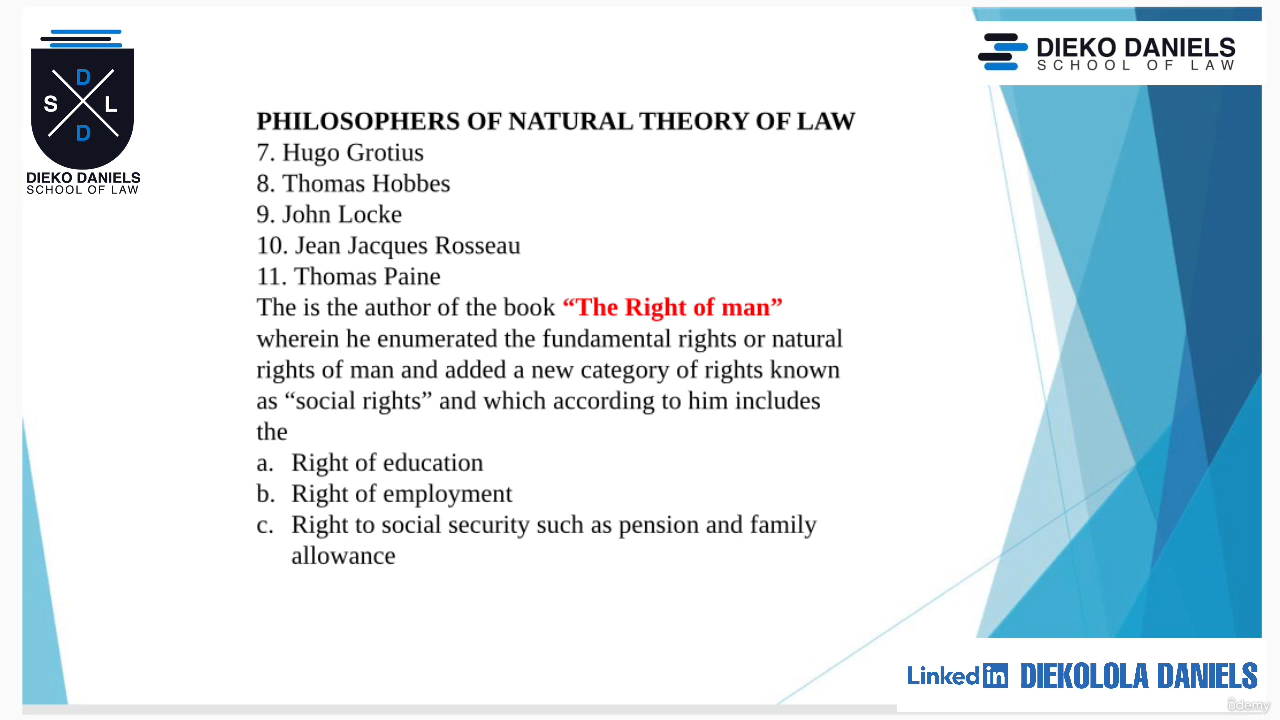 D
S L
D
DIEKO DANIELS
SCHOOL OF LAW
DIEKO DANIELS
SCHOOL OF LAW
PHILOSOPHERS OF NATURAL THEORY OF LAW
7. Hugo Grotius
8. Thomas Hobbes
9. John Locke
10. Jean Jacques Rosseau
11. Thomas Paine
The is the author of the book “The Right of man”
wherein he enumerated the fundamental rights or natural
rights of man and added a new category of rights known
as “social rights” and which according to him includes
the
a. Right of education
b. Right of employment
c. Right to social security such as pension and family
allowance
Linked in DIEKOLOLA DANIELS
ûdemy